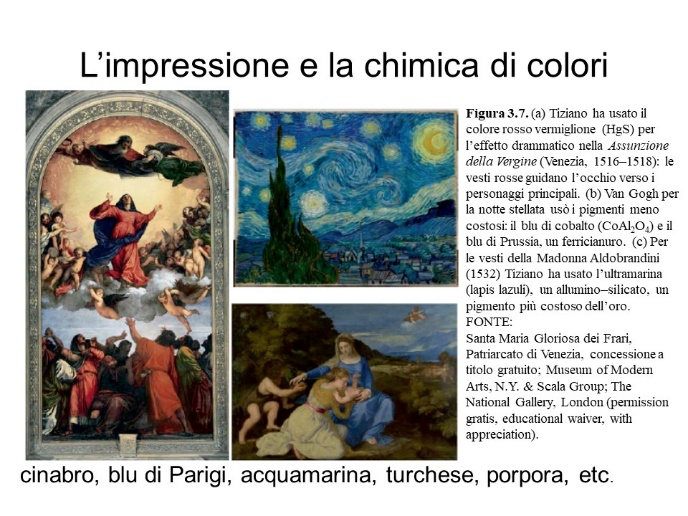 L’impressione e la chimica di colori
Figura 3.7. (a) Tiziano ha usato il
colore rosso vermiglione (HgS) per
l’effetto drammatico nella Assunzione
della Vergine (Venezia, 1516–1518): le
vesti rosse guidano l’occhio verso i
personaggi principali. (b) Van Gogh per
la notte stellata usò i pigmenti meno
costosi: il blu di cobalto (CoAl2O4) e il
blu di Prussia, un ferricianuro. (c) Per
le vesti della Madonna Aldobrandini
(1532) Tiziano ha usato l’ultramarina
(lapis lazuli), un allumino–silicato, un
pigmento più costoso dell’oro.
FONTE:
Santa Maria Gloriosa dei Frari,
Patriarcato di Venezia, concessione a
titolo gratuito; Museum of Modern
Arts, N.Y. & Scala Group; The
National Gallery, London (permission
gratis, educational waiver, with
appreciation).
cinabro, blu di Parigi, acquamarina, turchese, porpora, etc.